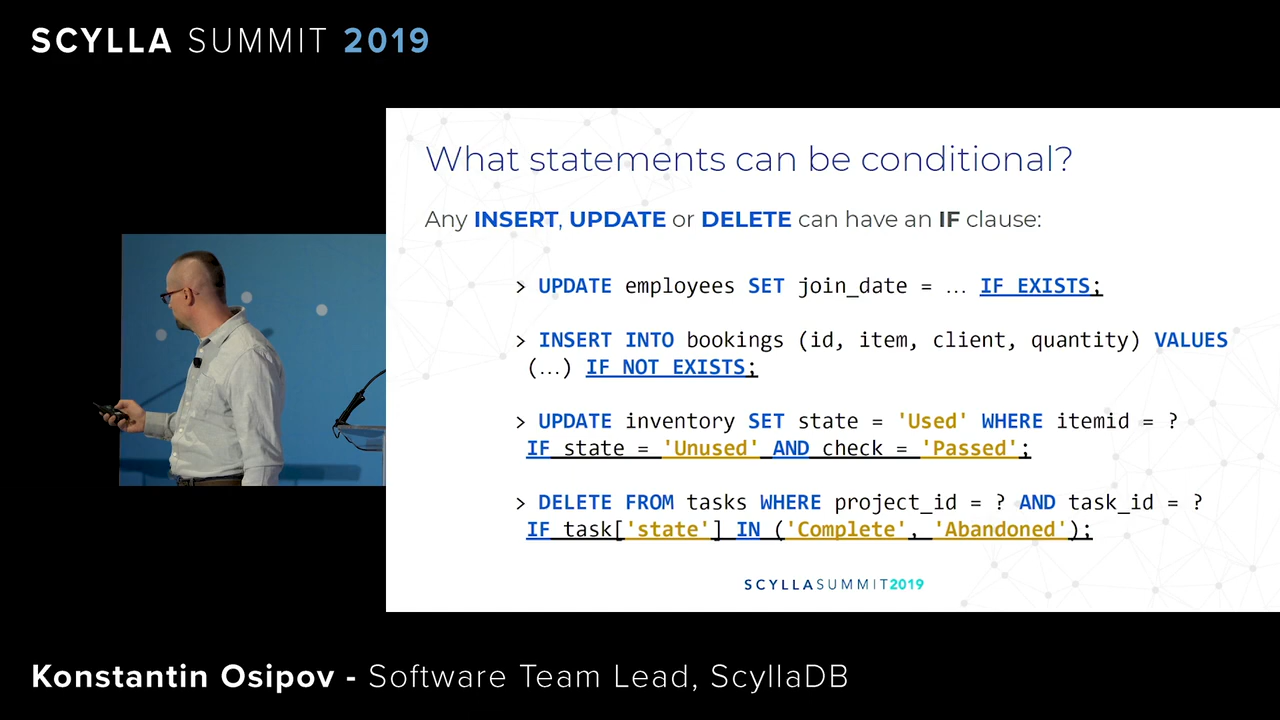 SCYLLA SUMMIT 2019
What statements can be conditional?
Any INSERT, UPDATE or DELETE can have an IF clause:
> UPDATE employees SET join_date = … IF EXISTS;
> INSERT INTO bookings (id, item, client, quantity) VALUES
(…) IF NOT EXISTS;
> UPDATE inventory SET state = 'Used' WHERE itemid = ?
IF state = 'Unused' AND check = 'Passed';
> DELETE FROM tasks WHERE project_id = ? AND task_id = ?
IF task['state'] IN ('Complete', 'Abandoned');
SCYLLASUMMIT2019
Konstantin Osipov - Software Team Lead, ScyllaDB